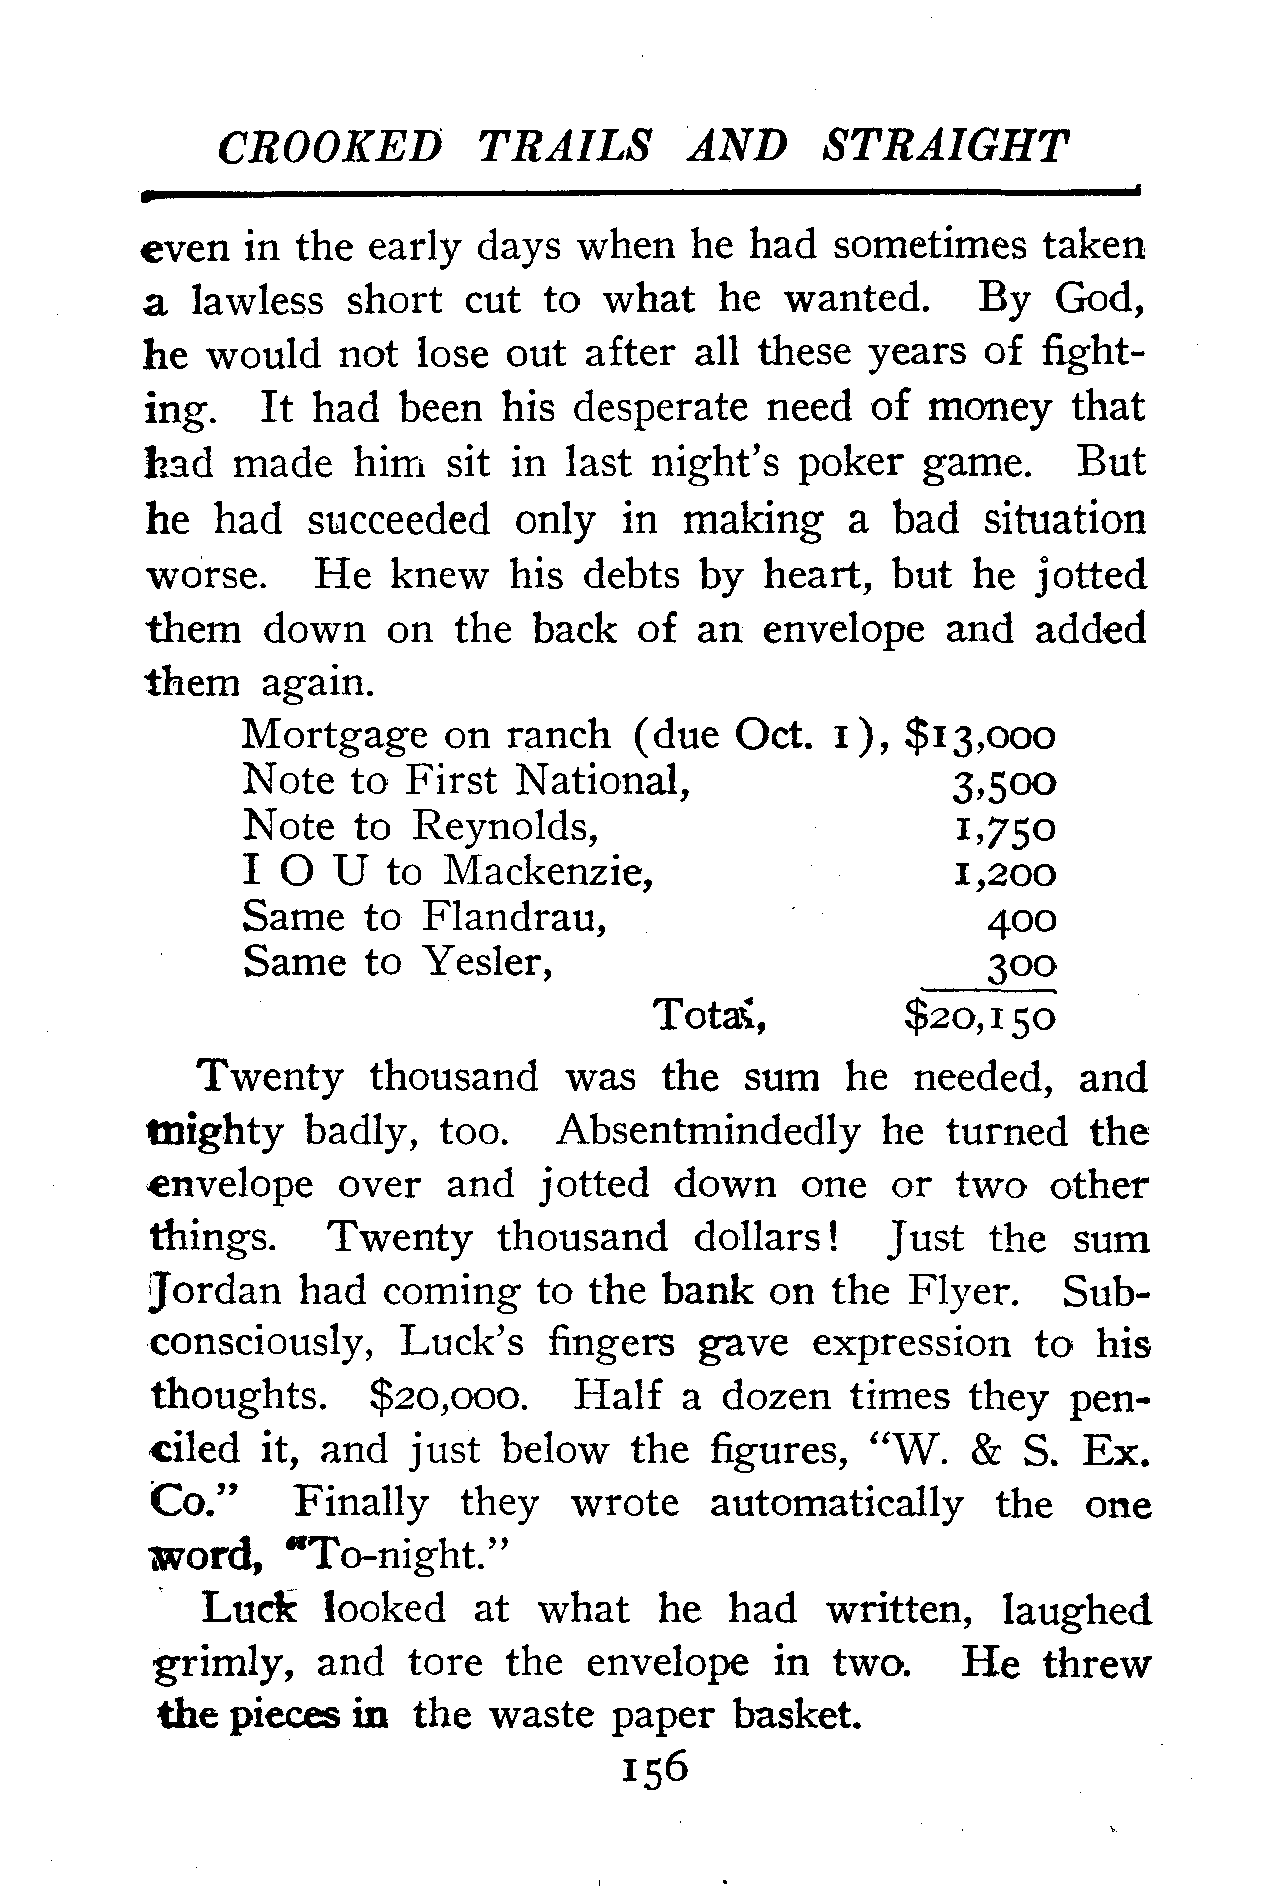 CROOKED TRAILS AND STRAIGHT
even in the early days when he had sometimes taken
a lawless short cut to what he wanted. By God,
he would not lose out after all these years of fight-
ing. It had been his desperate need of money that
had made him sit in last night's poker game. But
he had succeeded only in making a bad situation
worse. He knew his debts by heart, but he jotted
them down on the back of an envelope and added
them again.
Mortgage on ranch (due Oct. 1), $13,000
Note to First National, 3,500
Note to Reynolds, 1,750
I O U to Mackenzie, 1,200
Same to Flandrau, 400
Same to Yesler, 300
Total, $20,150
Twenty thousand was the sum he needed, and
mighty badly, too. Absentmindedly he turned the
envelope over and jotted down one or two other
things. Twenty thousand dollars! Just the sum
Jordan had coming to the bank on the Flyer. Sub-
consciously, Luck's fingers gave expression to his
thoughts. $20,000. Half a dozen times they pen-
ciled it, and just below the figures, "W. & S. Ex.
Co." Finally they wrote automatically the one
word, "To-night."
Luck looked at what he had written, laughed
grimly, and tore the envelope in two. He threw
the pieces in the waste paper basket.
156